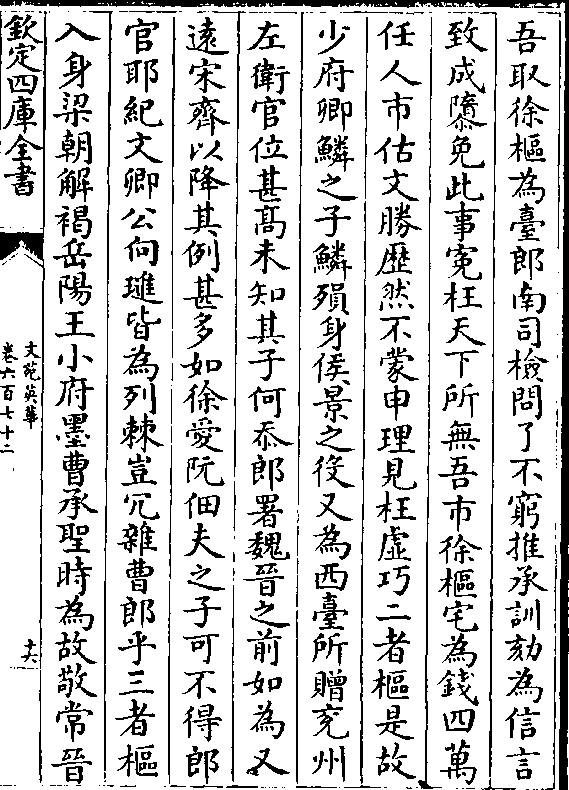 吾取徐樞為臺郎南司檢問了不窮推承訓劾為信言
致成隳免此事寃枉天下所無吾市徐樞宅為錢四萬
任人市估文勝歴然不蒙申理見枉虚巧二者樞是故
少府卿鱗之子鱗殞身侯景之役又為西臺所贈兖州
左衛官位甚髙未知其子何忝郎署魏晉之前如為又
逺宋齊以降其例甚多如徐愛阮佃夫之子可不得郎
官耶紀文卿公向璡皆為列棘豈冗雜曹郎乎三者樞
入身梁朝解褐岳陽王小府墨曹承聖時為故敬常晉
欽定四庫全書
文苑英華
卷六百七十二
十六